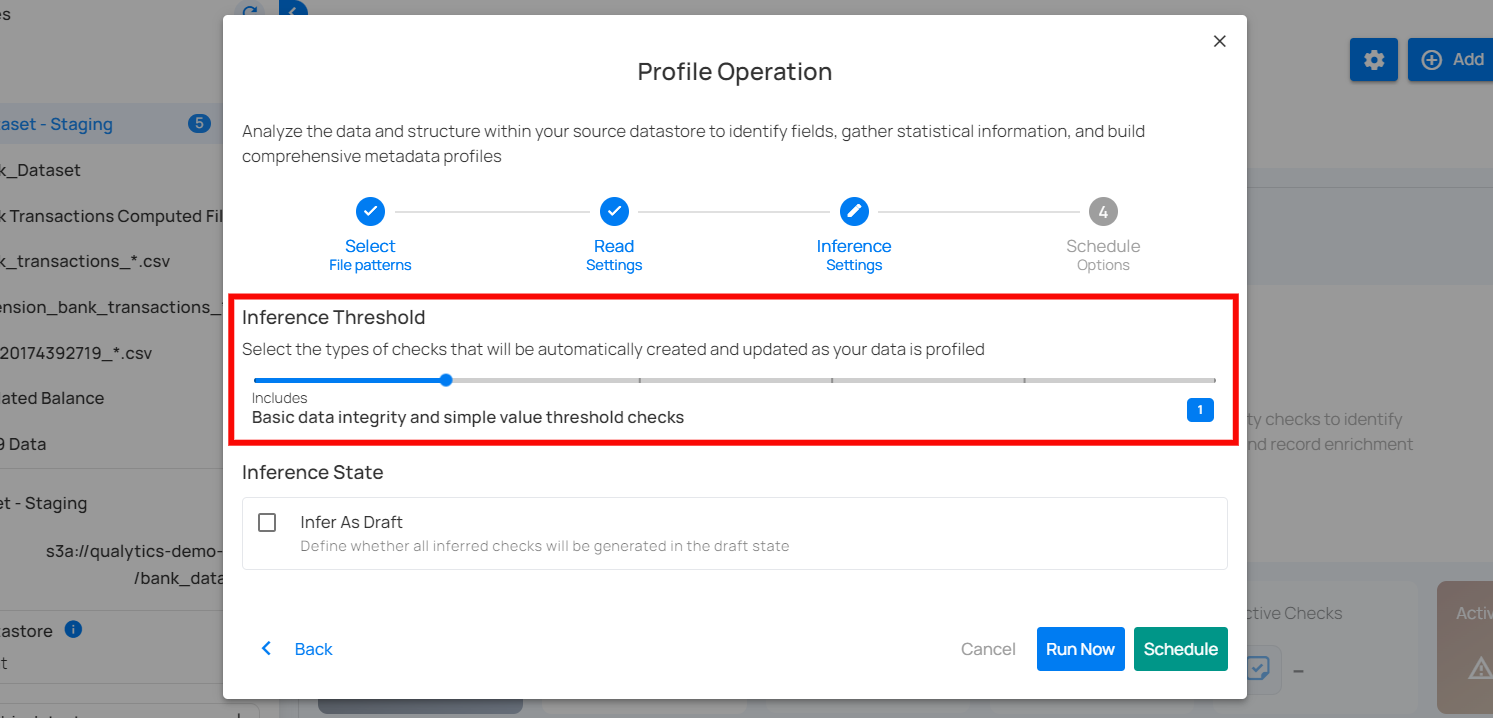 Profile Operation
Analyze the data and structure within your source datastore to identify fields, gather statistical information, and build
comprehensive metadata profiles
4
Select
File patterns
Read
Settings
Inference
Settings
Schedule
Options
Inference Threshold
Select the types of checks that will be automatically created and updated as your data is profiled
Includes
Basic data integrity and simple value threshold checks
1
Inference State
Infer As Draft
Define whether all inferred checks will be generated in the draft state
Back
Cancel
Run Now
Schedule
es
aset - Staging
5
k_Dataset
k Transactions Computed Fil
k_transactions_*.csv
ension_bank_transactions_
20174392719_*.csv
ated Balance
9 Data
et - Staging
s3a://qualytics-demo-
/bank_data
astore
t
Add
ty checks to identify
nd record enrichment
ctive Checks
–
Activ